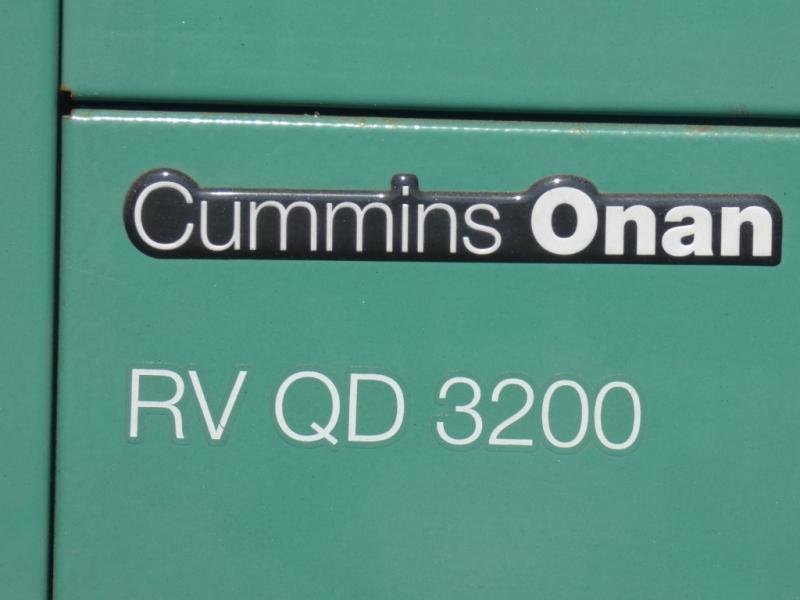 Cummins Onan
RV QD 3200